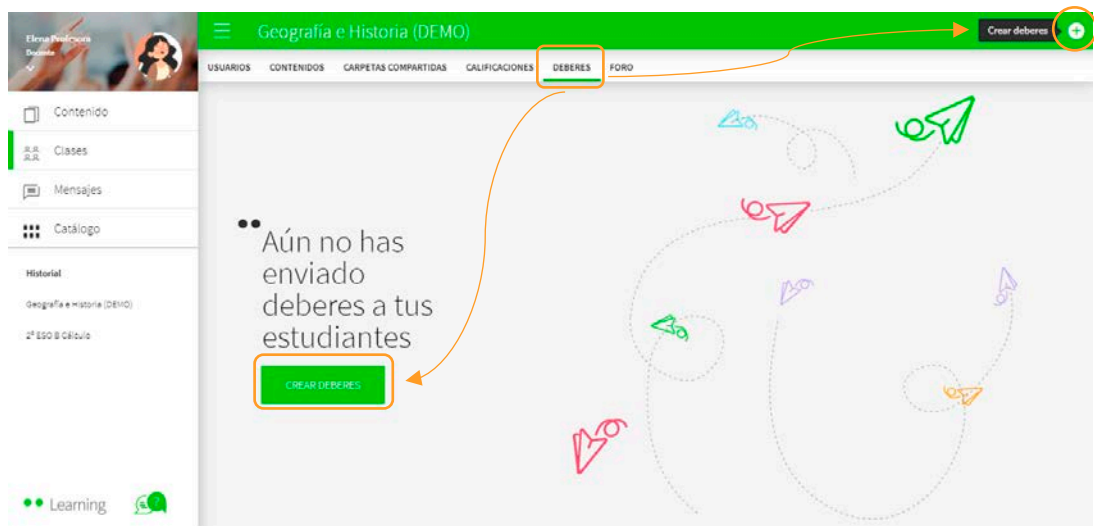 Elena Profesora
Docente
Geografía e Historia (DEMO)
Crear deberes
USUARIOS CONTENIDOS CARPETAS COMPARTIDAS CALIFICACIONES DEBERES FORO
Contenido
Clases
Mensajes
Catálogo
Historial
Geografía e Historia (DEMO)
2º ESO B Cálculo
Aún no has
enviado
deberes a tus
estudiantes
CREAR DEBERES
Learning
?